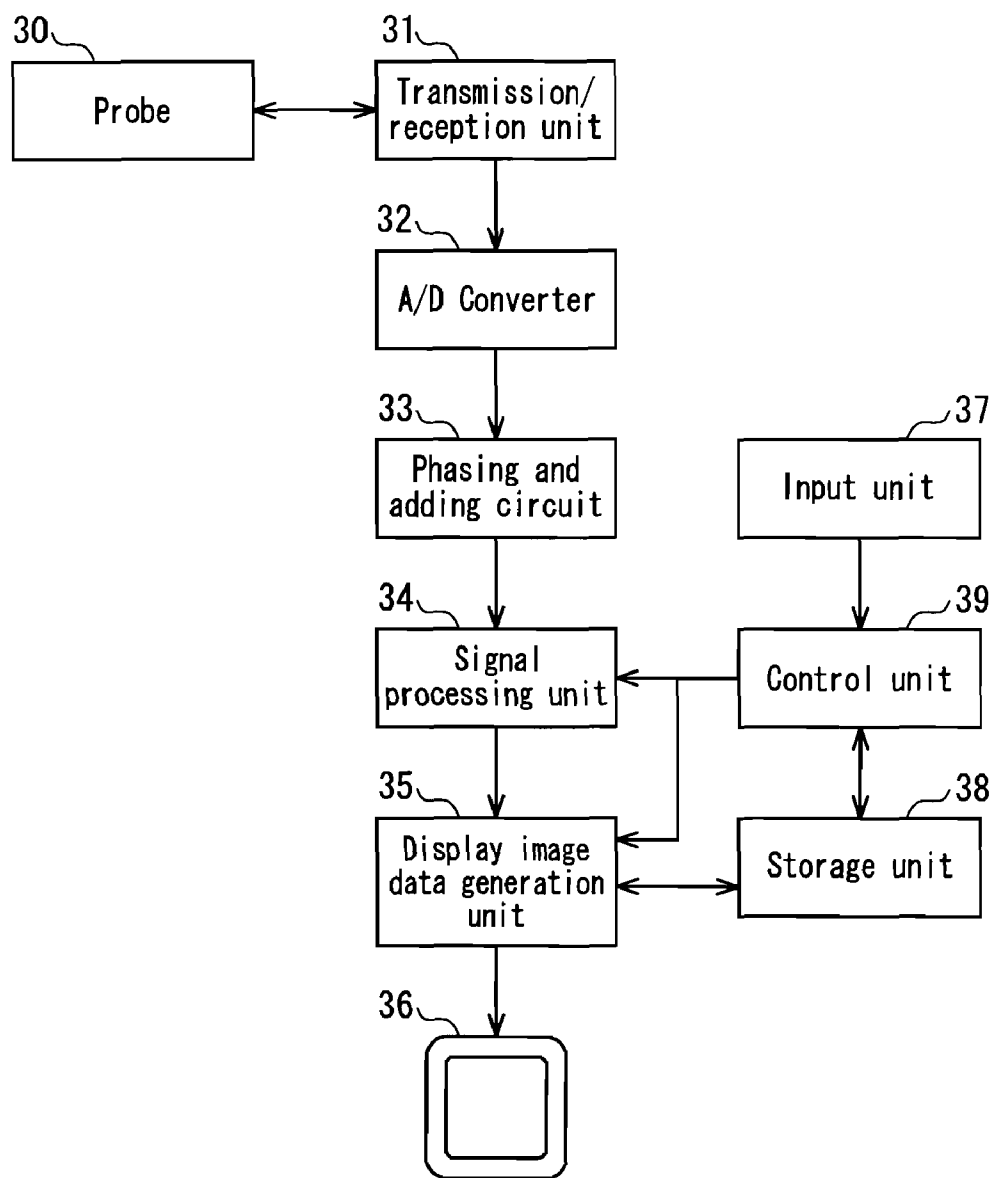 30
31
Probe
Transmission/
reception unit
32
A/D Converter
33
Phasing and
adding circuit
37
Input unit
34
Signal
processing unit
39
Control unit
35
Display image
data generation
unit
38
Storage unit
36